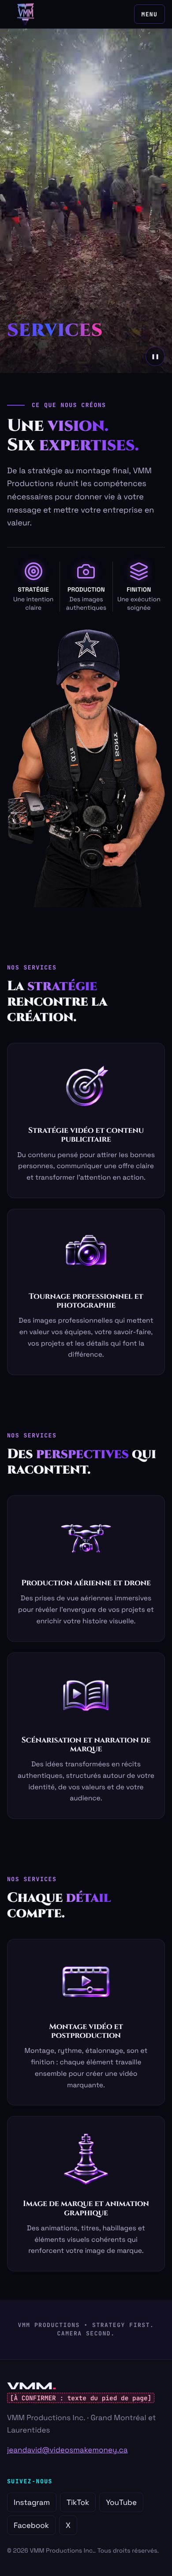 VMM
MENU
SERVICES
CE QUE NOUS CRÉONS
Une vision.
Six expertises.
De la stratégie au montage final, VMM
Productions réunit les compétences
nécessaires pour donner vie à votre
message et mettre votre entreprise en
valeur.
STRATÉGIE
Une intention
claire
PRODUCTION
Des images
authentiques
FINITION
Une exécution
soignée
NOS SERVICES
La stratégie
rencontre la
création.
Stratégie vidéo et contenu
publicitaire
Du contenu pensé pour attirer les bonnes
personnes, communiquer une offre claire
et transformer l'attention en action.
Tournage professionnel et
photographie
Des images professionnelles qui mettent
en valeur vos équipes, votre savoir-faire,
vos projets et les détails qui font la
différence.
NOS SERVICES
Des perspectives qui
racontent.
Production aérienne et drone
Des prises de vue aériennes immersives
pour révéler l'envergure de vos projets et
enrichir votre histoire visuelle.
Scénarisation et narration de
marque
Des idées transformées en récits
authentiques, structurés autour de votre
identité, de vos valeurs et de votre
audience.
NOS SERVICES
Chaque détail
compte.
Montage vidéo et
postproduction
Montage, rythme, étalonnage, son et
finition : chaque élément travaille
ensemble pour créer une vidéo
marquante.
Image de marque et animation
graphique
Des animations, titres, habillages et
éléments visuels cohérents qui
renforcent votre image de marque.
VMM PRODUCTIONS - STRATEGY FIRST.
CAMERA SECOND.
VMM.
[À CONFIRMER : texte du pied de page]
VMM Productions Inc. · Grand Montréal et
Laurentides
jeandavid@videosmakemoney.ca
SUIVEZ-NOUS
Instagram
TikTok
YouTube
Facebook
X
© 2026 VMM Productions Inc.. Tous droits réservés.